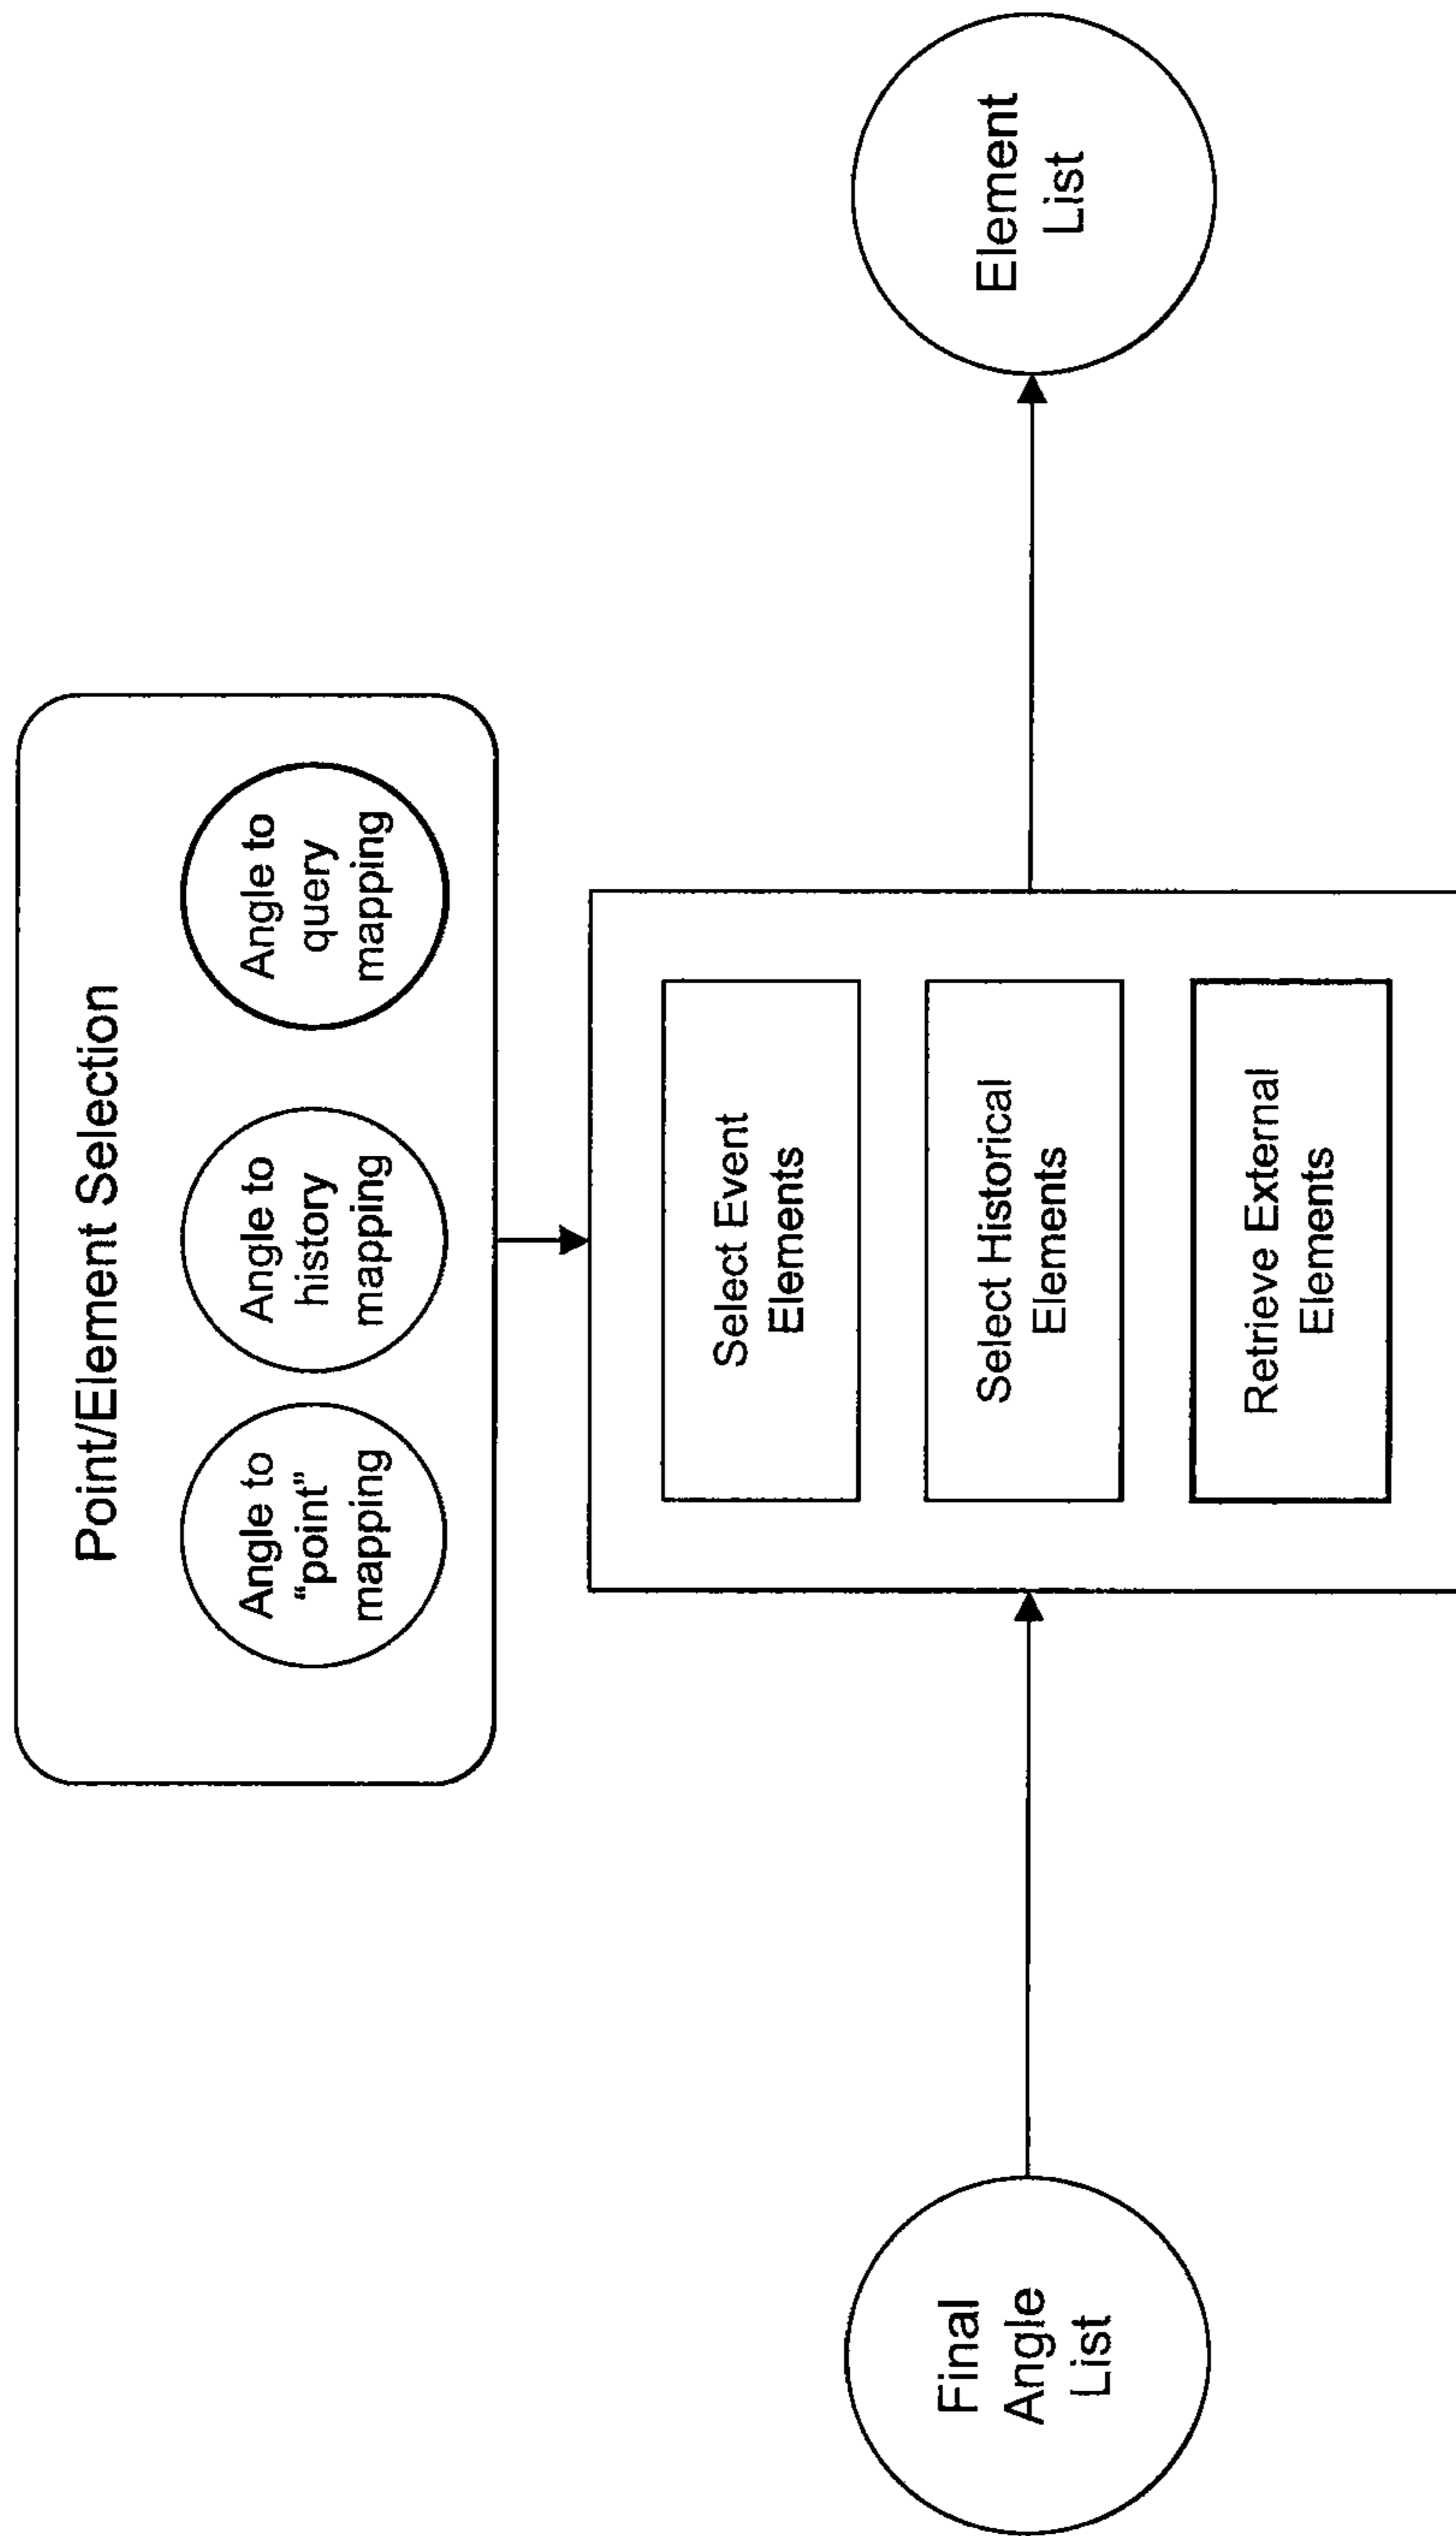 Point/Element Selection
Angle to
“point”
mapping
Angle to
history
mapping
Angle to
query
mapping
Final
Angle
List
Select Event
Elements
Select Historical
Elements
Retrieve External
Elements
Element
List